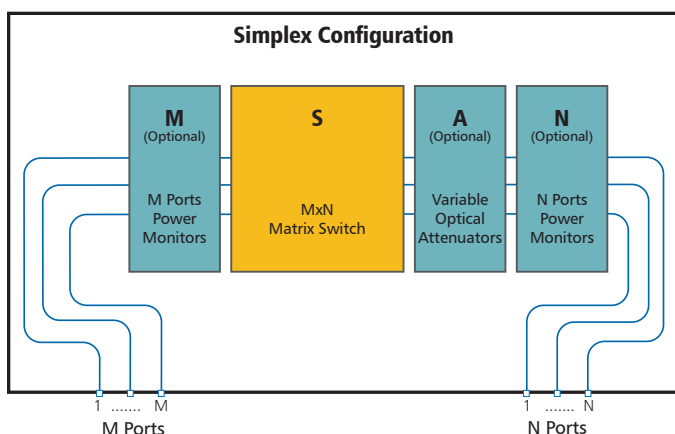 Simplex Configuration
M
(Optional)
M Ports
Power
Monitors
S
MxN
Matrix Switch
A
(Optional)
Variable
Optical
Attenuators
N
(Optional)
N Ports
Power
Monitors
1 ....... M
M Ports
1 ....... N
N Ports